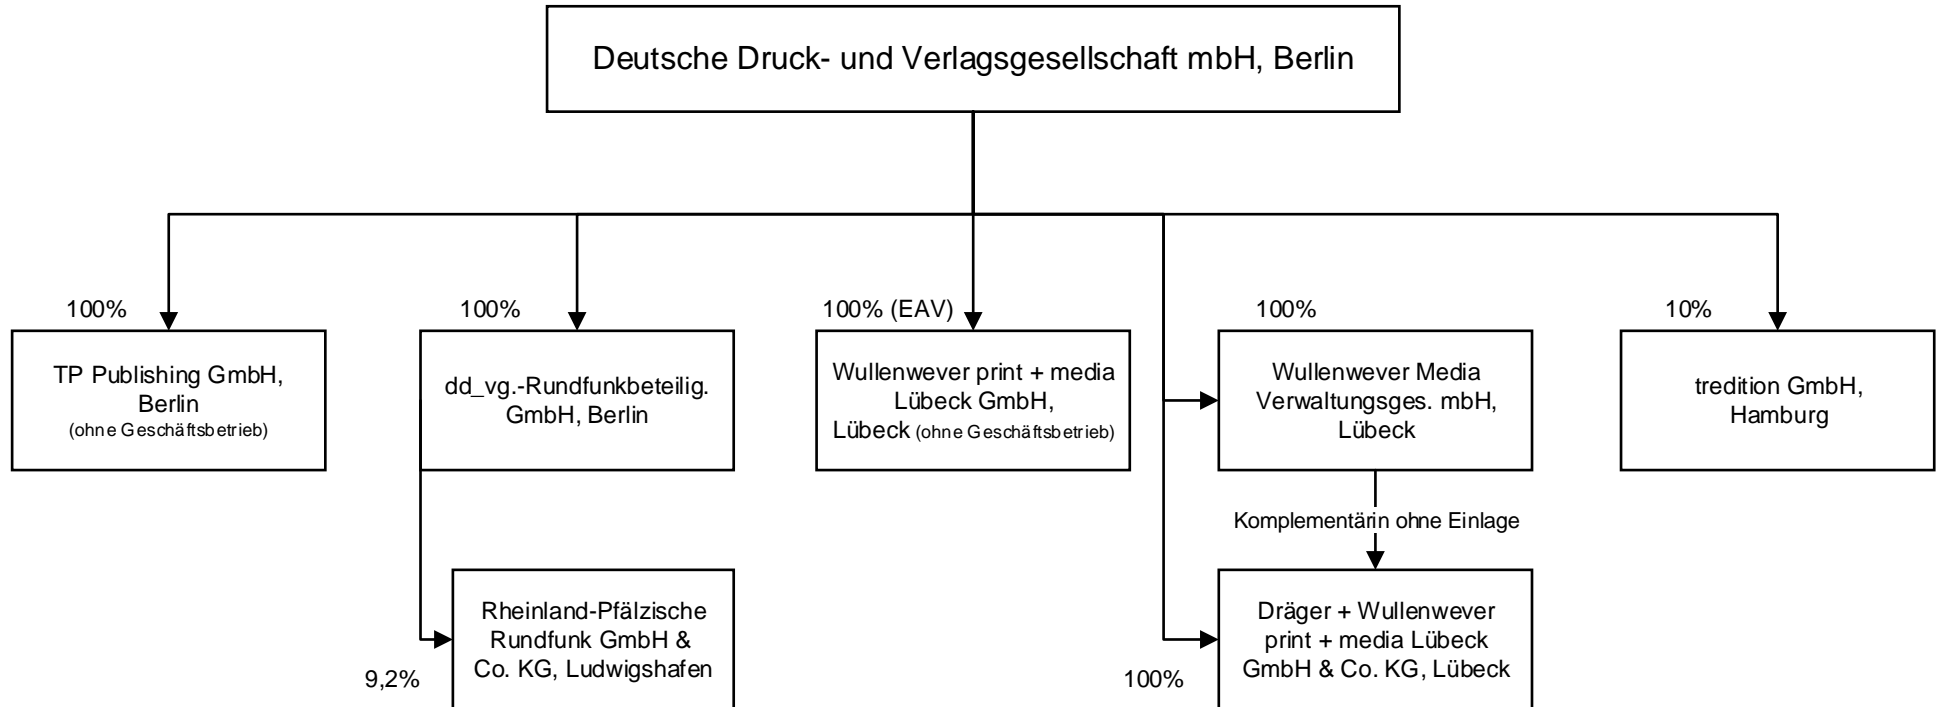 Deutsche Druck- und Verlagsgesellschaft mbH, Berlin
100%
TP Publishing GmbH,
Berlin
(ohne Geschäftsbetrieb)
100%
dd_vg.-Rundfunkbeteilig.
GmbH, Berlin
100% (EAV)
Wullenwever print + media
Lübeck GmbH,
Lübeck (ohne Geschäftsbetrieb)
100%
Wullenwever Media
Verwaltungsges. mbH,
Lübeck
10%
tredition GmbH,
Hamburg
Komplementärin ohne Einlage
9,2%
Rheinland-Pfälzische
Rundfunk GmbH &
Co. KG, Ludwigshafen
100%
Dräger + Wullenwever
print + media Lübeck
GmbH & Co. KG, Lübeck